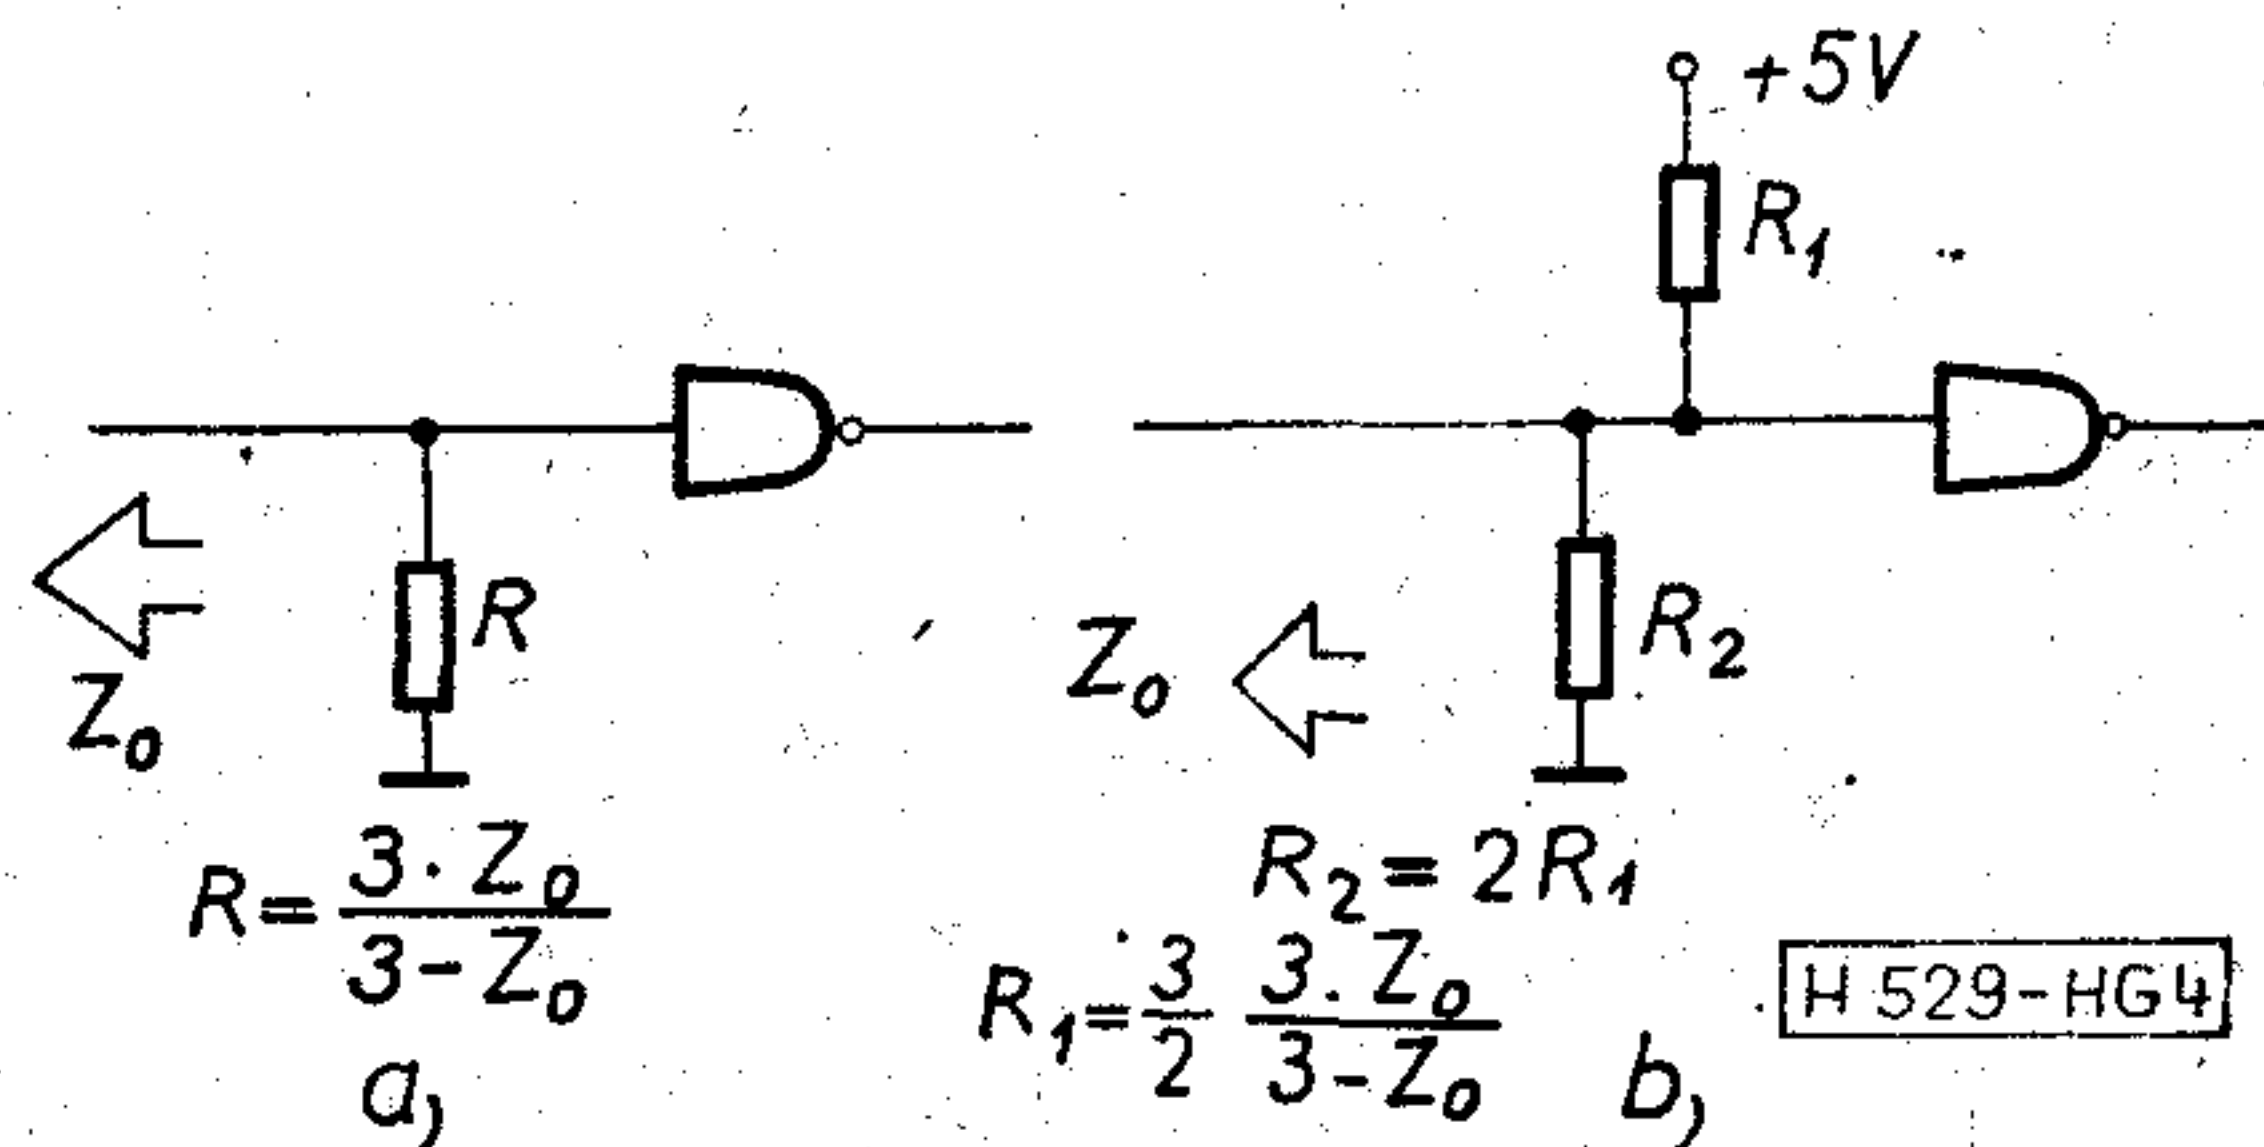 +5V
R₁
R
R₂
Z₀
Z₀
R = 3·Z₀ / 3-Z₀
R₂ = 2R₁
R₁ = 3/2 3.Z₀ / 3-Z₀
H 529-HG4
a,
b,